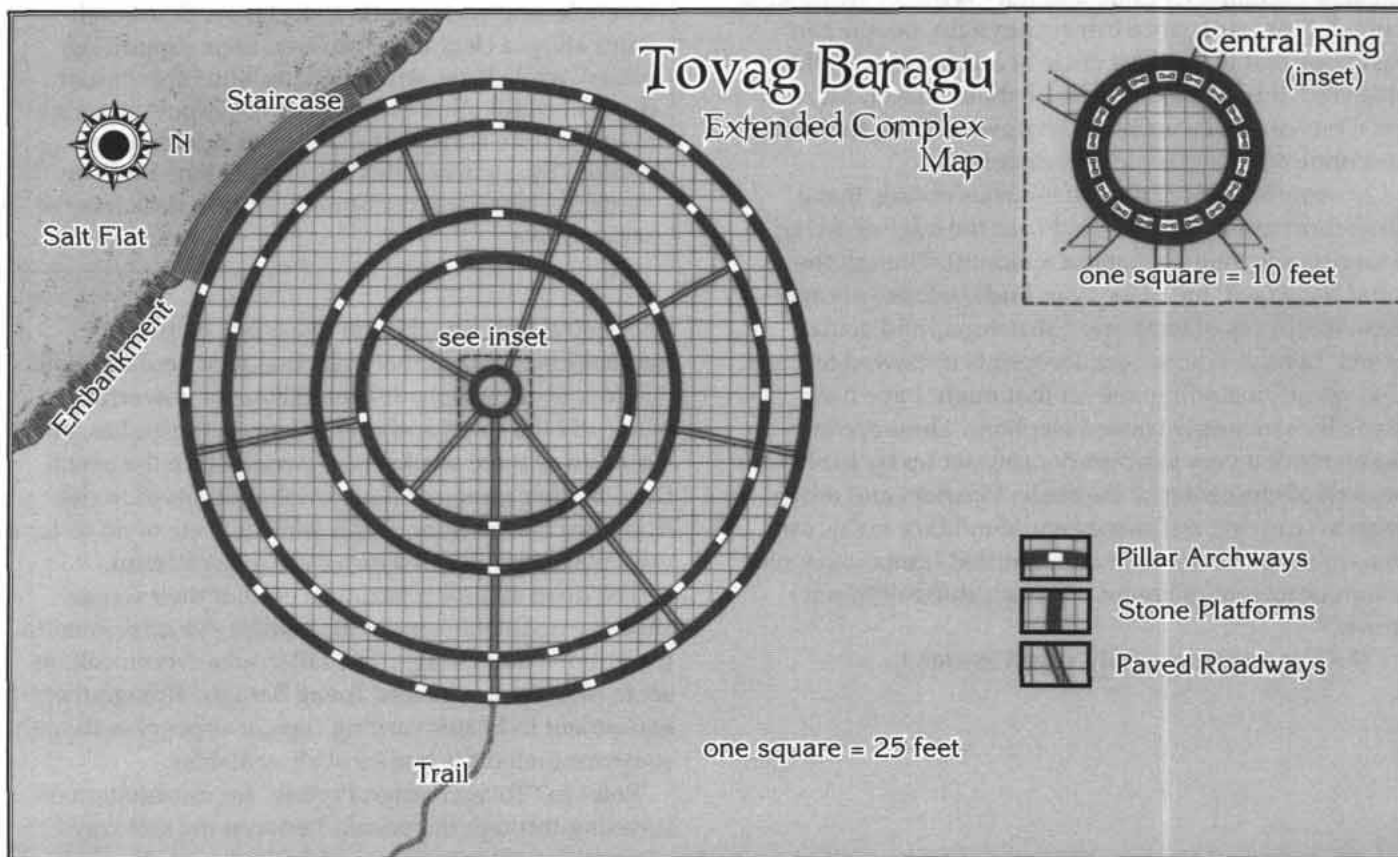 Tovag Baragu
Extended Complex
Map
Central Ring
(inset)
one square = 10 feet
Staircase
N
Salt Flat
Embankment
see inset
Pillar Archways
Stone Platforms
Paved Roadways
one square = 25 feet
Trail